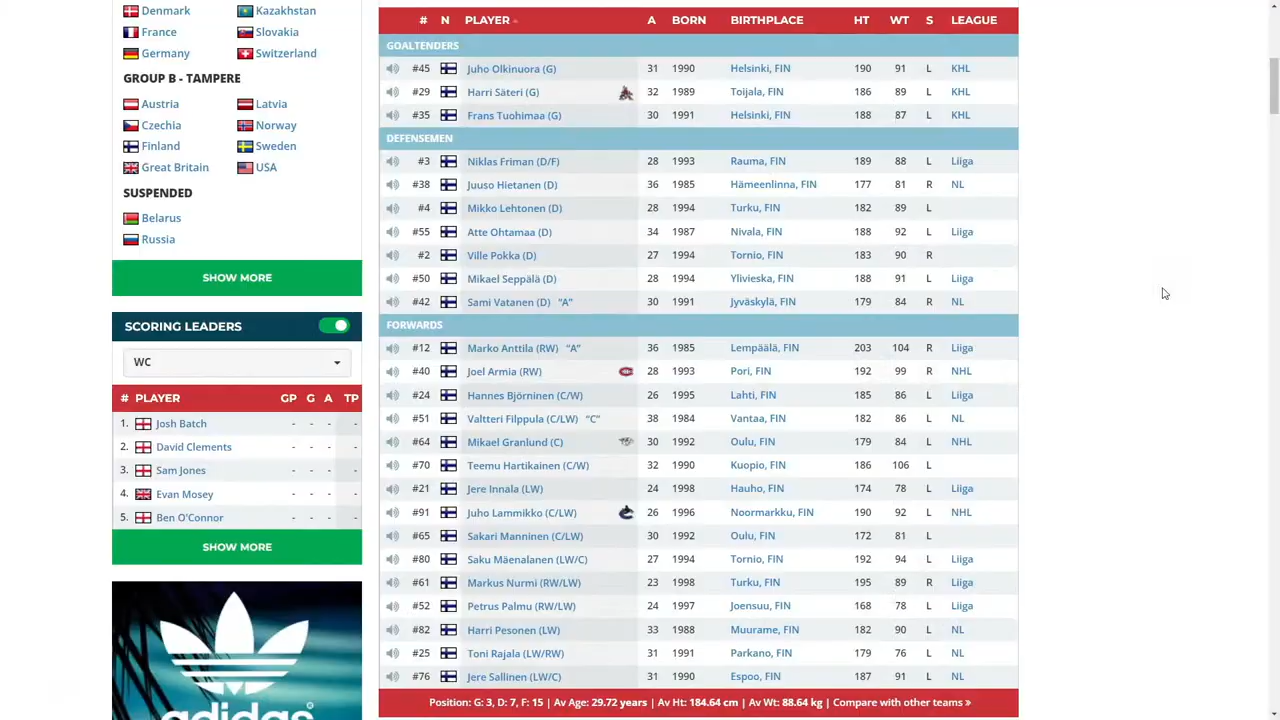 Denmark Kazakhstan
France Slovakia
Germany Switzerland
GROUP B - TAMPERE
Austria Latvia
Czechia Norway
Finland Sweden
Great Britain USA
SUSPENDED
Belarus
Russia
SHOW MORE
SCORING LEADERS
WC
# PLAYER GP G A TP
1. Josh Batch - - - -
2. David Clements - - - -
3. Sam Jones - - - -
4. Evan Mosey - - - -
5. Ben O'Connor - - - -
SHOW MORE
adidas
# N PLAYER A BORN BIRTHPLACE HT WT S LEAGUE
GOALTENDERS
#45 Juho Olkinuora (G) 31 1990 Helsinki, FIN 190 91 L KHL
#29 Harri Säteri (G) 32 1989 Toijala, FIN 186 89 L KHL
#35 Frans Tuohimaa (G) 30 1991 Helsinki, FIN 188 87 L KHL
DEFENSEMEN
#3 Niklas Friman (D/F) 28 1993 Rauma, FIN 189 88 L Liiga
#38 Juuso Hietanen (D) 36 1985 Hämeenlinna, FIN 177 81 R NL
#4 Mikko Lehtonen (D) 28 1994 Turku, FIN 182 89 L
#55 Atte Ohtamaa (D) 34 1987 Nivala, FIN 188 92 L Liiga
#2 Ville Pokka (D) 27 1994 Tornio, FIN 183 90 R
#50 Mikael Seppälä (D) 28 1994 Ylivieska, FIN 188 91 L Liiga
#42 Sami Vatanen (D) "A" 30 1991 Jyväskylä, FIN 179 84 R NL
FORWARDS
#12 Marko Anttila (RW) "A" 36 1985 Lempäälä, FIN 203 104 R Liiga
#40 Joel Armia (RW) 28 1993 Pori, FIN 192 99 R NHL
#24 Hannes Björninen (C/W) 26 1995 Lahti, FIN 185 86 L Liiga
#51 Valtteri Filppula (C/LW) "C" 38 1984 Vantaa, FIN 182 86 L NL
#64 Mikael Granlund (C) 30 1992 Oulu, FIN 179 84 L NHL
#70 Teemu Hartikainen (C/W) 32 1990 Kuopio, FIN 186 106 L
#21 Jere Innala (LW) 24 1998 Hauho, FIN 174 78 L Liiga
#91 Juho Lammikko (C/LW) 26 1996 Noormarkku, FIN 190 92 L NHL
#65 Sakari Manninen (C/LW) 30 1992 Oulu, FIN 172 81 L
#80 Saku Mäenalanen (LW/C) 27 1994 Tornio, FIN 192 94 L Liiga
#61 Markus Nurmi (RW/LW) 23 1998 Turku, FIN 195 89 R Liiga
#52 Petrus Palmu (RW/LW) 24 1997 Joensuu, FIN 168 78 L Liiga
#82 Harri Pesonen (LW) 33 1988 Muurame, FIN 182 90 L NL
#25 Toni Rajala (LW/RW) 31 1991 Parkano, FIN 179 76 L NL
#76 Jere Sallinen (LW/C) 31 1990 Espoo, FIN 187 91 L NL
Position: G: 3, D: 7, F: 15 | Av Age: 29.72 years | Av Ht: 184.64 cm | Av Wt: 88.64 kg | Compare with other teams »